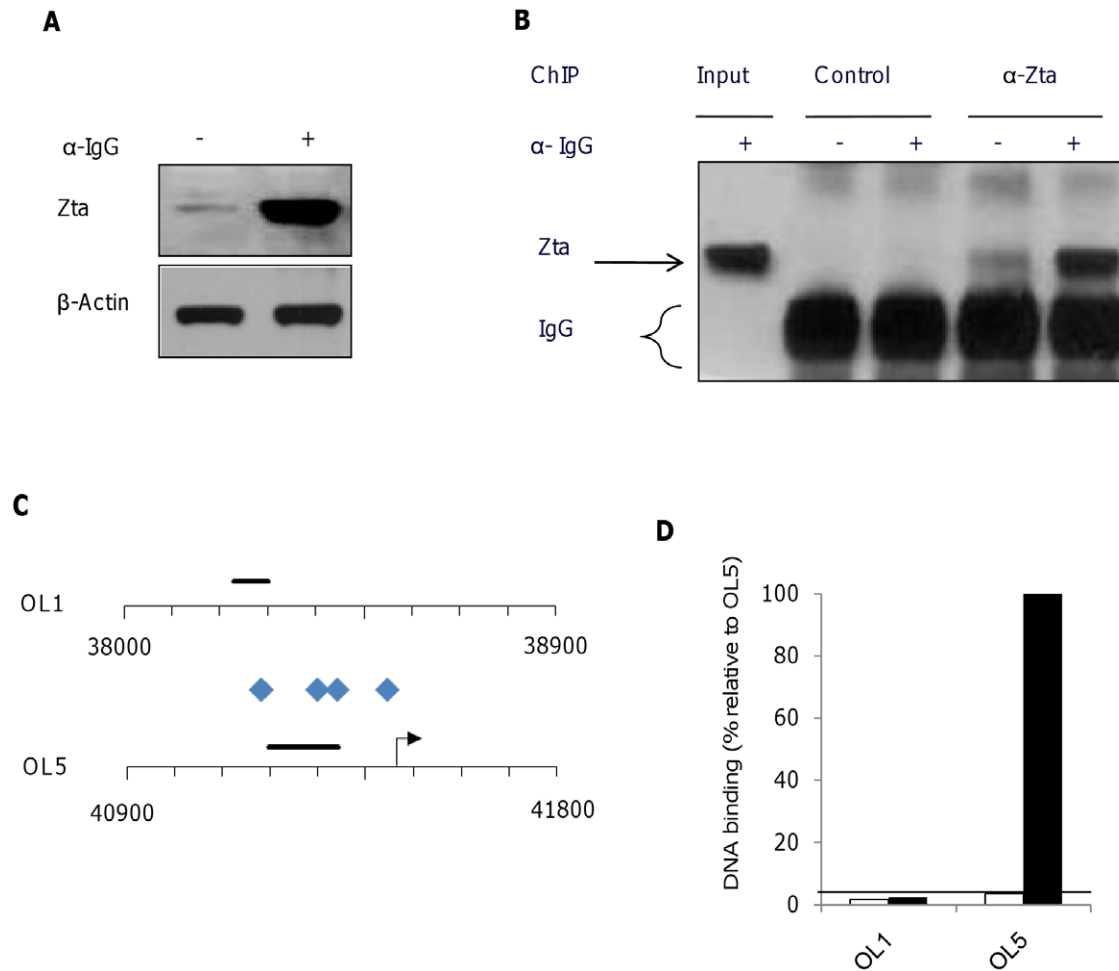 A
α-IgG - +
Zta
β-Actin
B
ChIP Input Control α-Zta
α- IgG + - + - +
Zta
IgG
C
OL1
38000 38900
OL5
40900 41800
D
DNA binding (% relative to OL5)
100
80
60
40
20
0
OL1 OL5